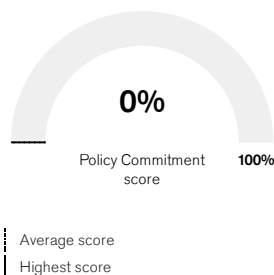 0%
Policy Commitment
score
100%
Average score
Highest score